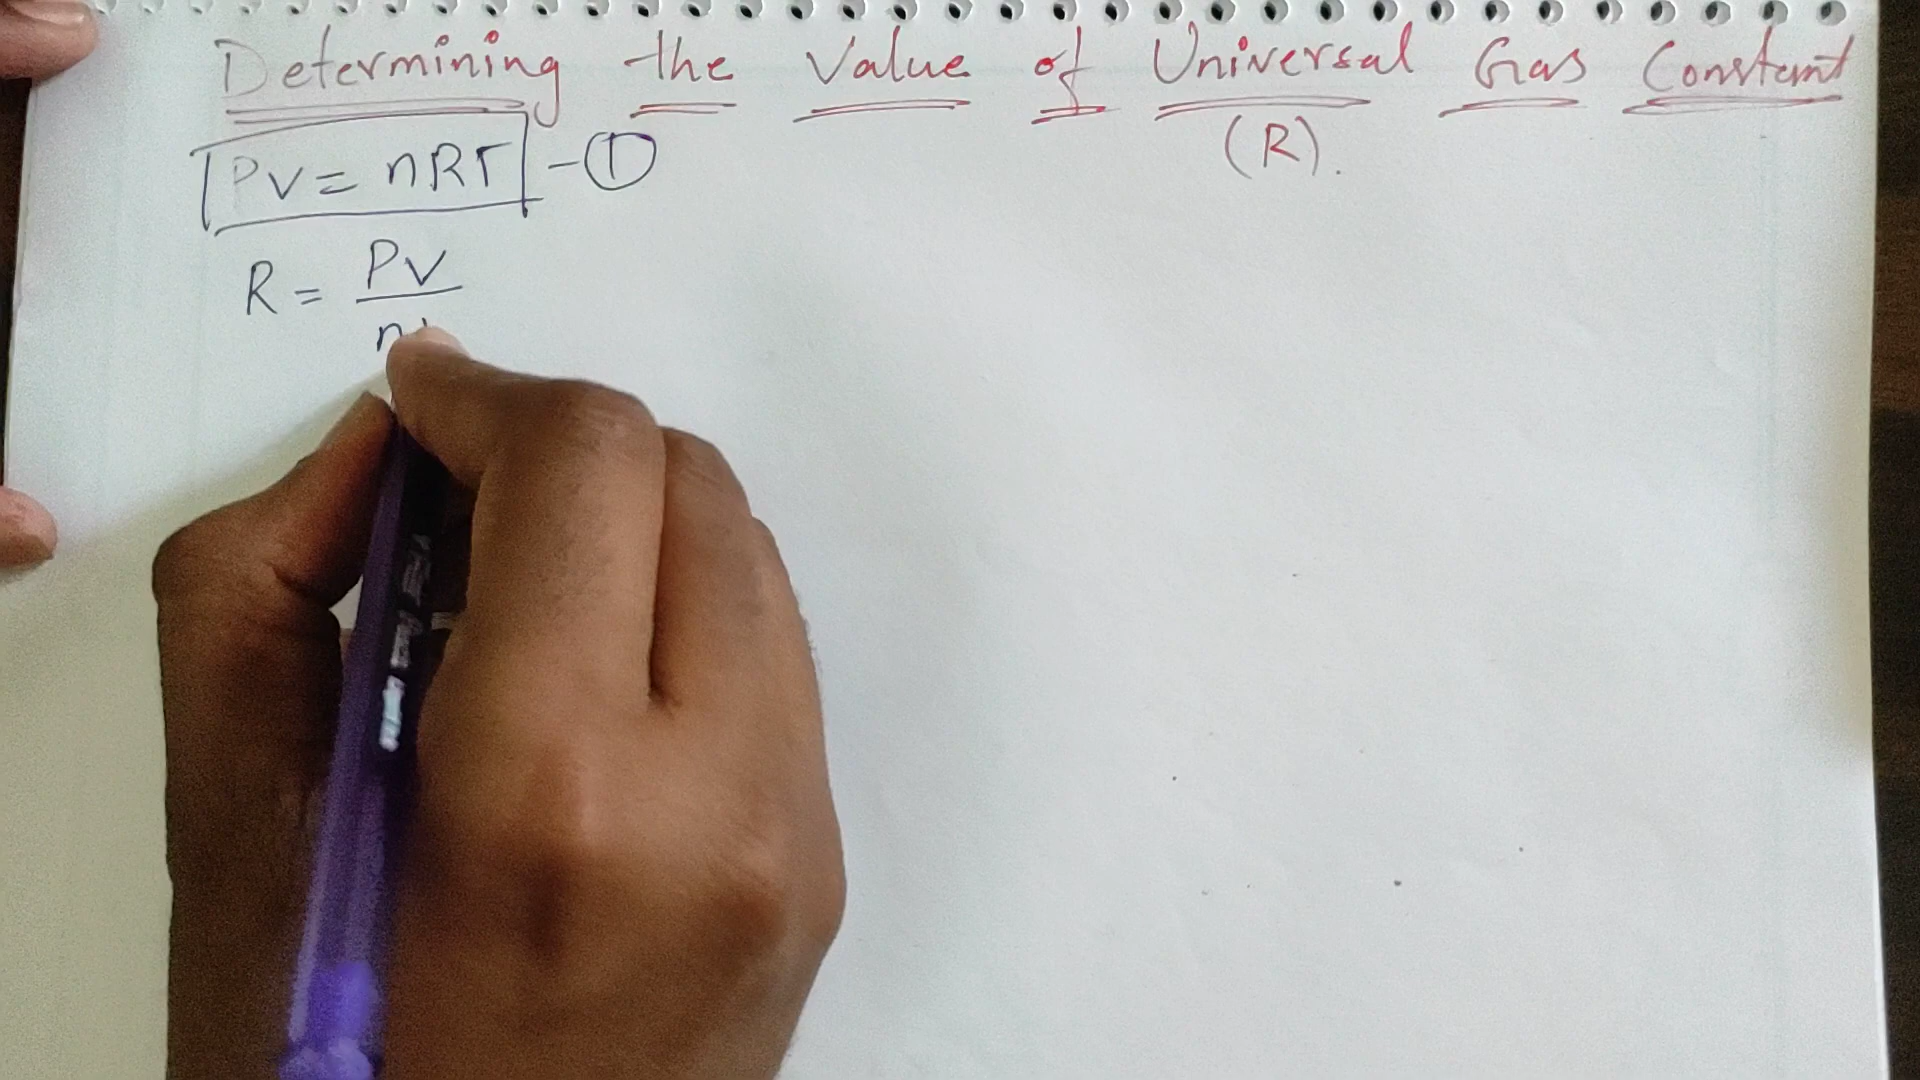 Determining the Value of Universal Gas Constant
(R).
PV = nRT - ①
R = PV
n